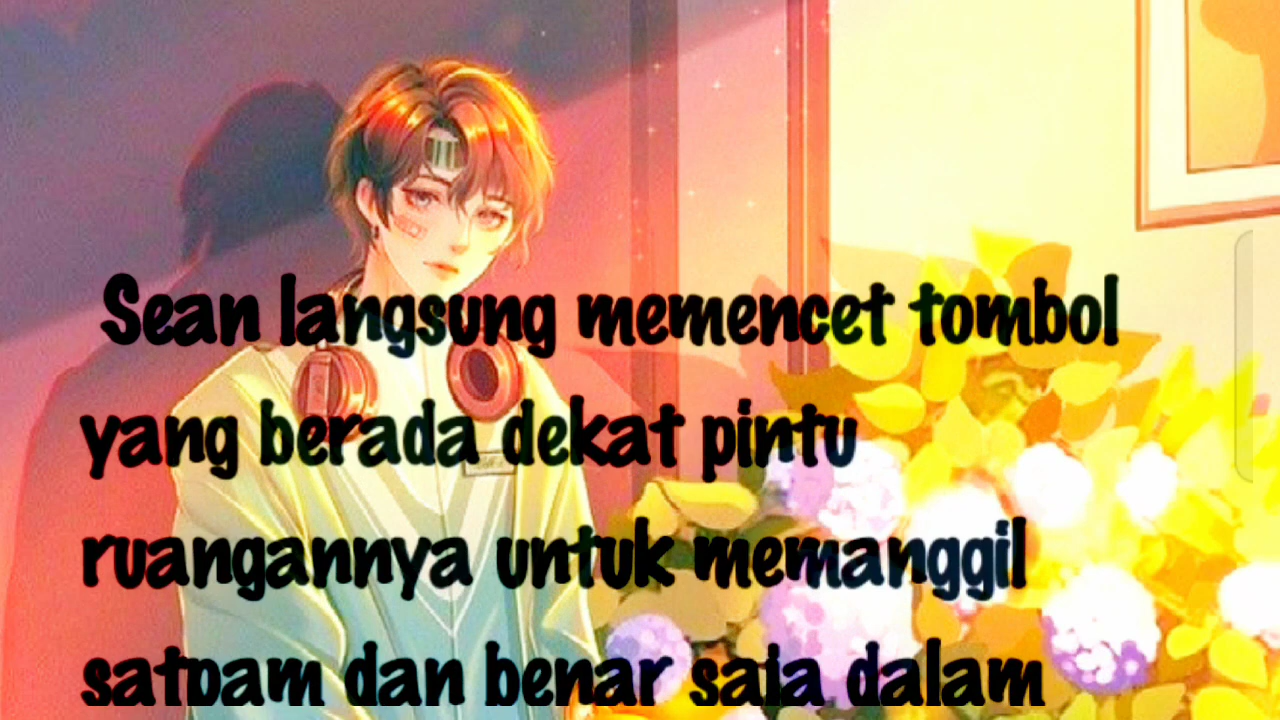 Sean langsung memencet tombol
yang berada dekat pintu
ruangannya untuk memanggil
satpam dan benar saja dalam